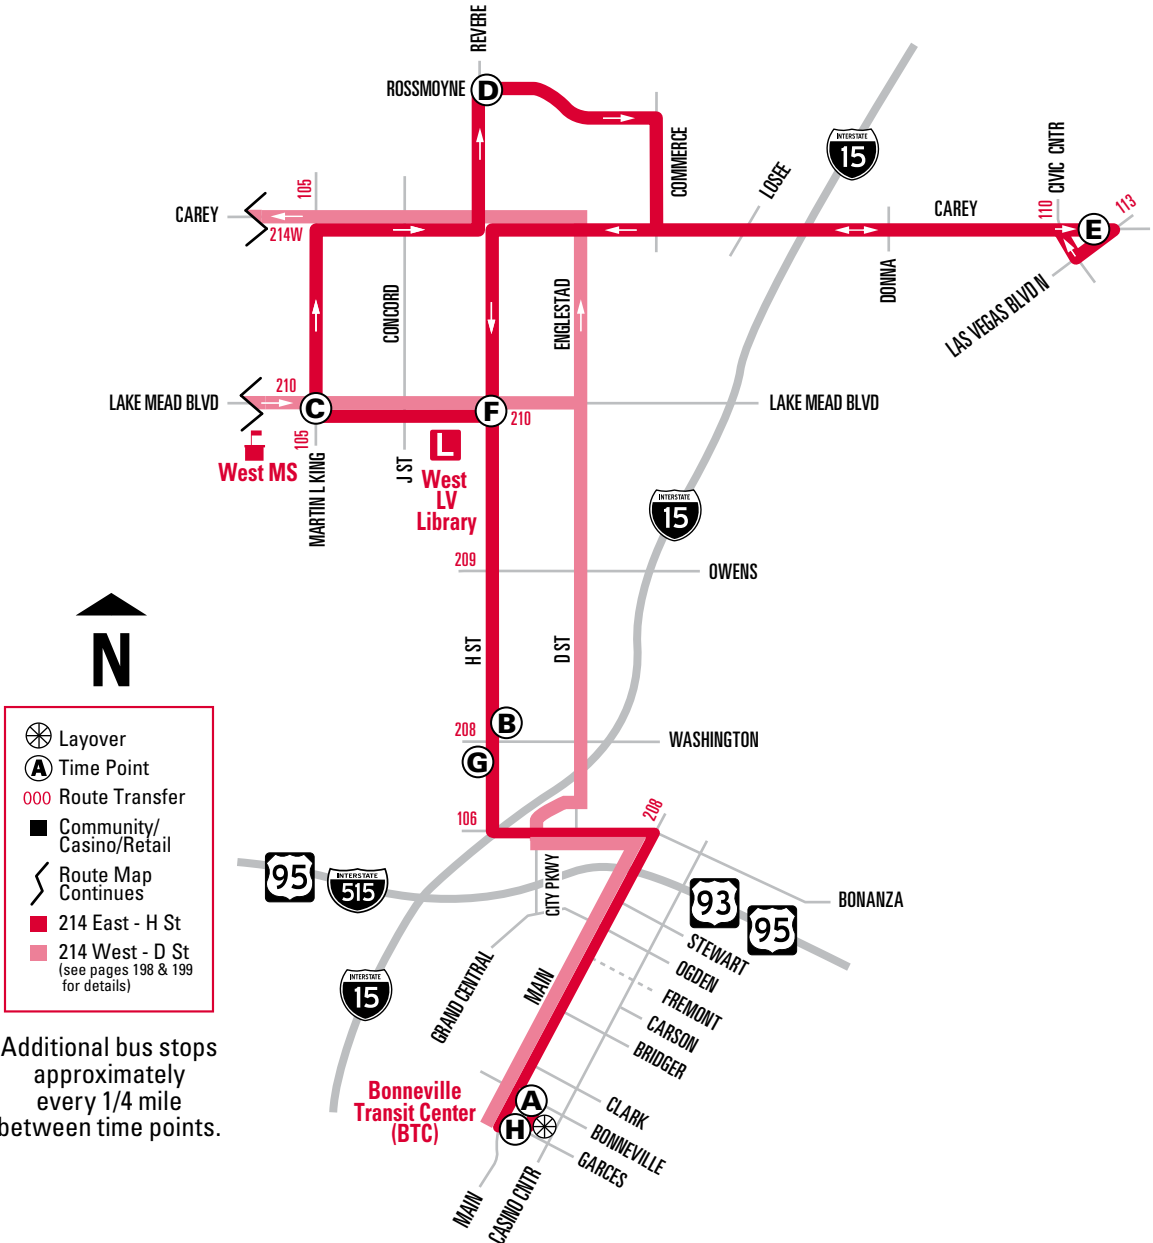 REVERE
ROSSMOYNE
D
COMMERCE
LOSEE
INTERSTATE
15
CIVIC CNTR
110
113
105
CAREY
214W
CAREY
E
DONNA
LAS VEGAS BLVD N
CONCORD
ENGLESTAD
210
LAKE MEAD BLVD
C
F
210
LAKE MEAD BLVD
105
MARTIN L KING
J ST
L
West MS
West
LV
Library
INTERSTATE
15
209
OWENS
N
H ST
D ST
B
208
WASHINGTON
G
106
208
Layover
A Time Point
000 Route Transfer
Community/
Casino/Retail
Route Map
Continues
214 East - H St
214 West - D St
(see pages 198 & 199
for details)
95
INTERSTATE
515
CITY PKWY
93
95
BONANZA
STEWART
OGDEN
FREMONT
CARSON
BRIDGER
GRAND CENTRAL
MAIN
INTERSTATE
15
Additional bus stops
approximately
every 1/4 mile
between time points.
Bonneville
Transit Center
(BTC)
A
H
CLARK
BONNEVILLE
GARCES
MAIN
CASINO CNTR